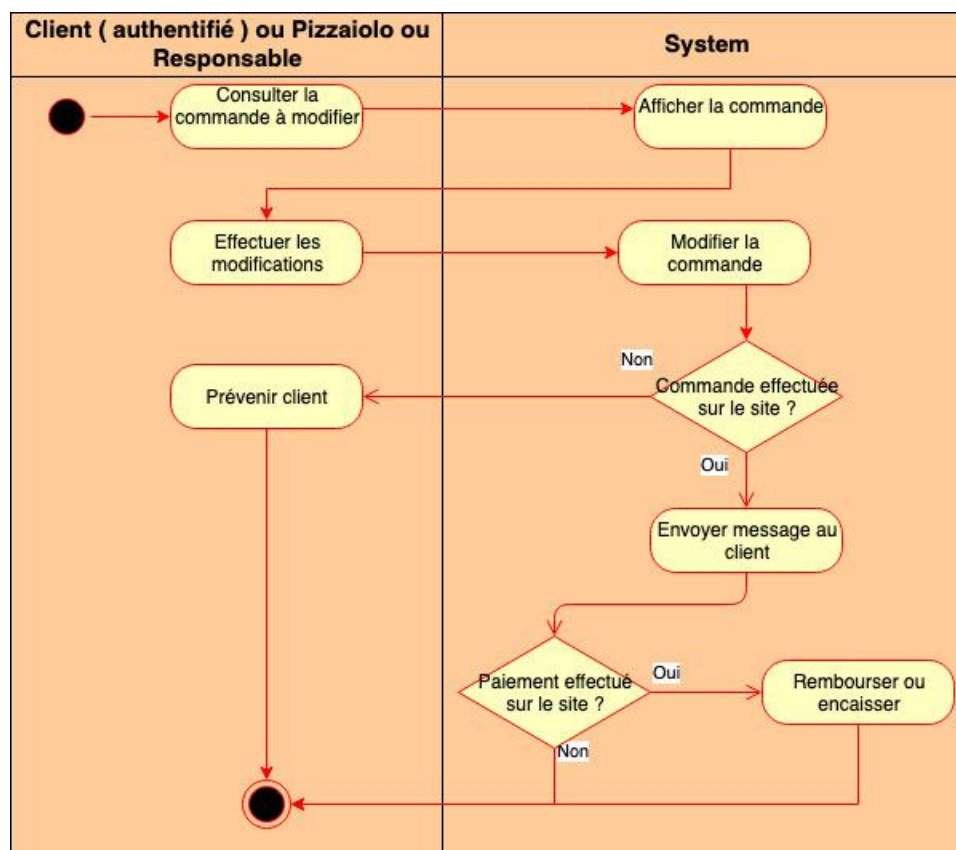 Client ( authentifié ) ou Pizzaiolo ou
Responsable
System
Consulter la
commande à modifier
Afficher la commande
Effectuer les
modifications
Modifier la
commande
Non
Commande effectuée
sur le site ?
Prévenir client
Oui
Envoyer message au
client
Paiement effectué
sur le site ?
Oui
Rembourser ou
encaisser
Non